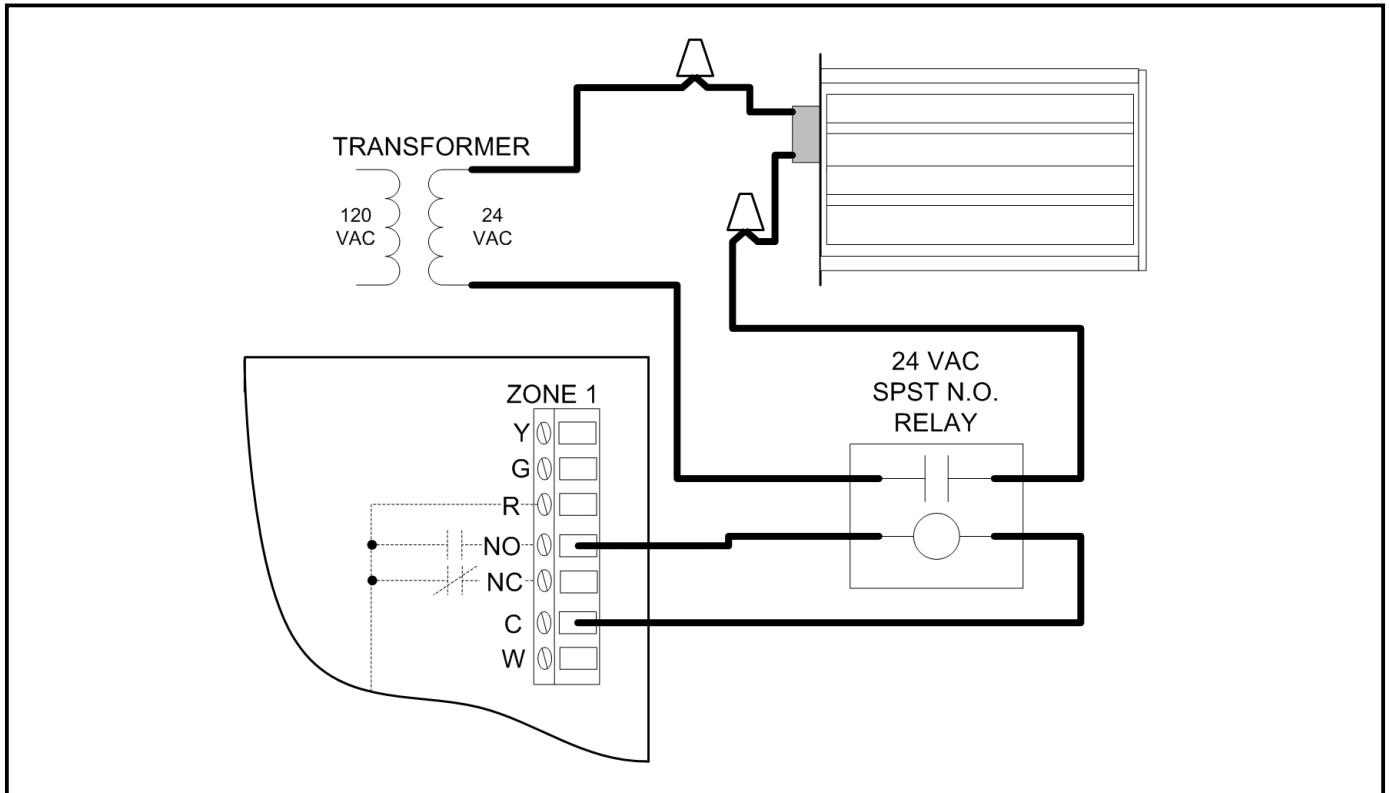 TRANSFORMER
120
VAC
24
VAC
24 VAC
SPST N.O.
RELAY
ZONE 1
Y
G
R
NO
NC
C
W